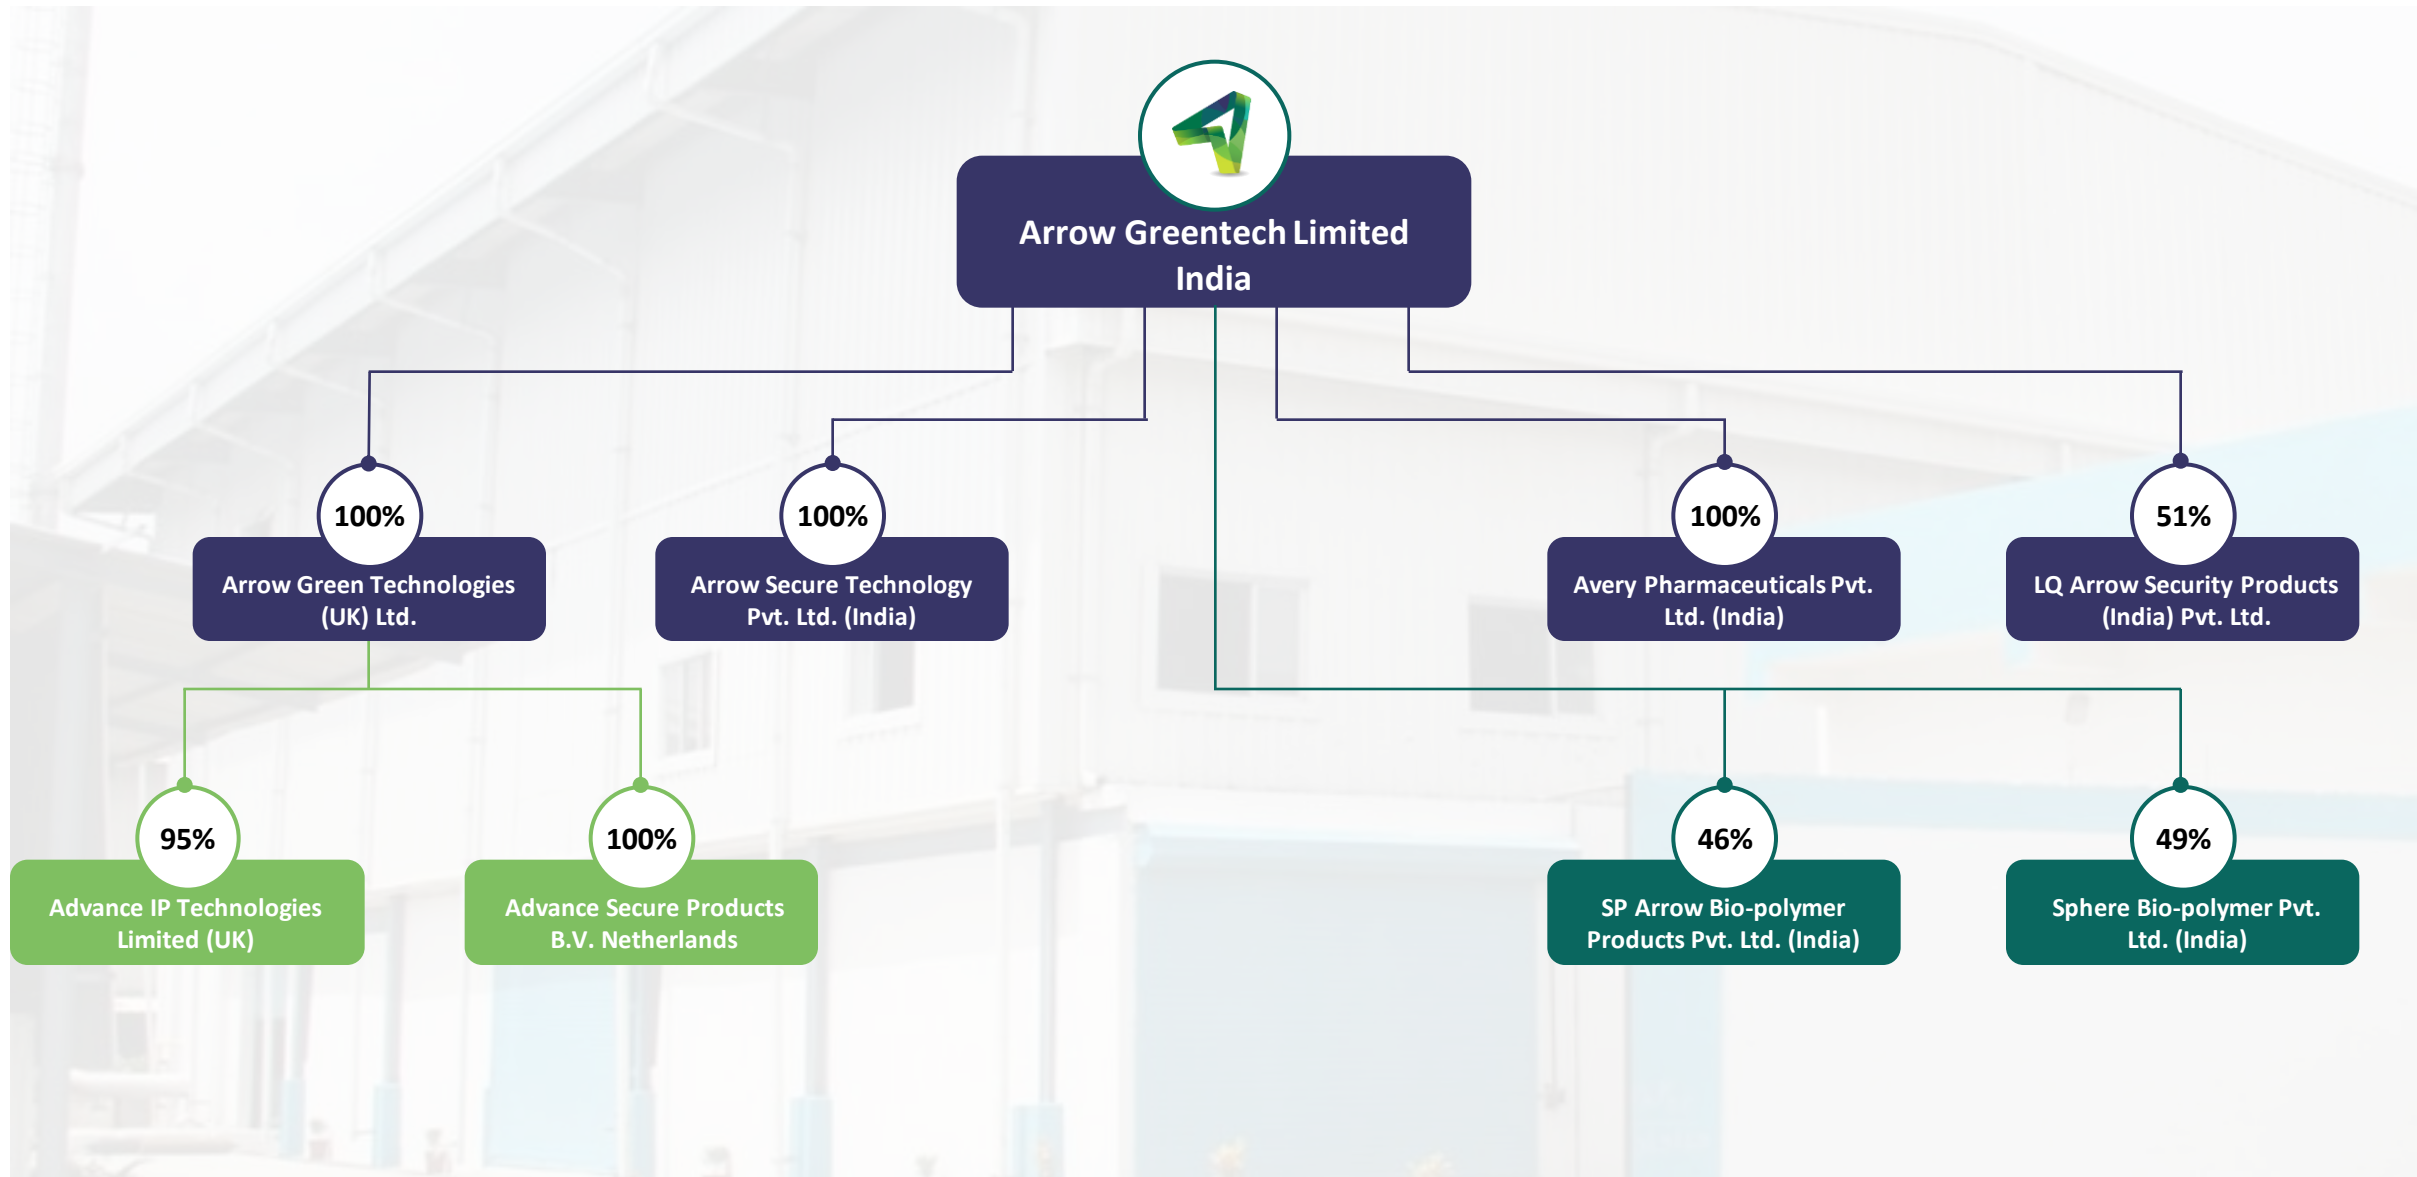 Arrow Greentech Limited
India
100%
Arrow Green Technologies
(UK) Ltd.
100%
Arrow Secure Technology
Pvt. Ltd. (India)
100%
Avery Pharmaceuticals Pvt.
Ltd. (India)
51%
LQ Arrow Security Products
(India) Pvt. Ltd.
95%
Advance IP Technologies
Limited (UK)
100%
Advance Secure Products
B.V. Netherlands
46%
SP Arrow Bio-polymer
Products Pvt. Ltd. (India)
49%
Sphere Bio-polymer Pvt.
Ltd. (India)